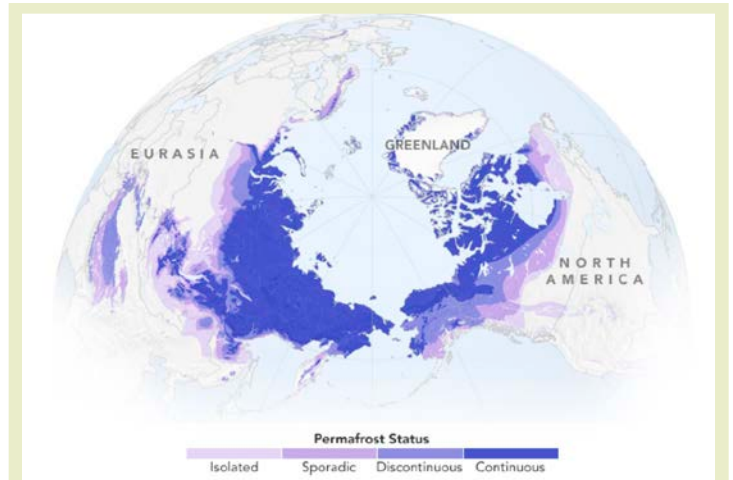 EURASIA
GREENLAND
NORTH
AMERICA
Permafrost Status
Isolated Sporadic Discontinuous Continuous